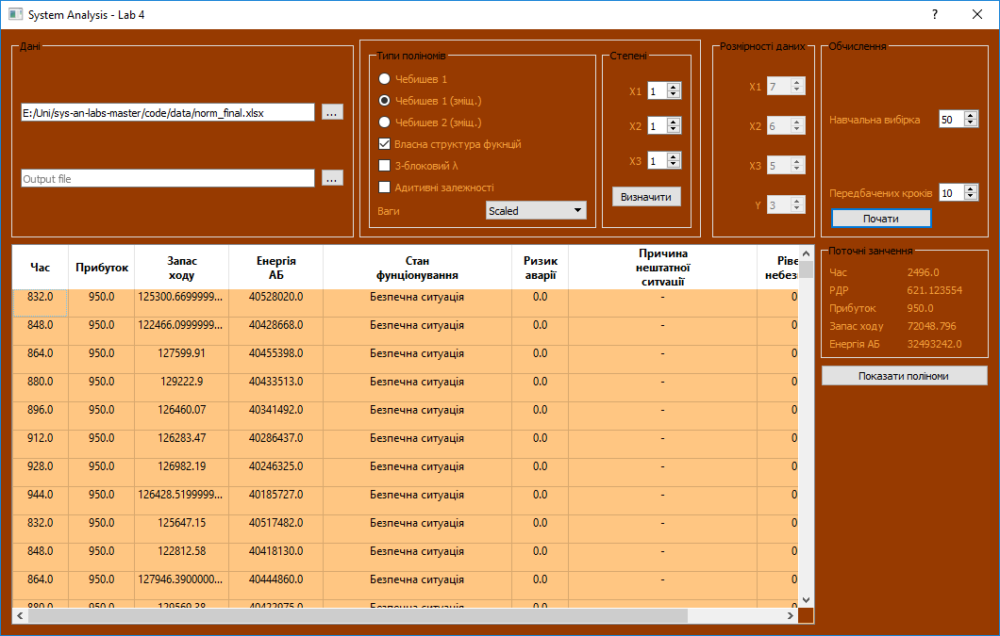 System Analysis - Lab 4
?
Дані
E:/Uni/sys-an-labs-master/code/data/norm_final.xlsx
...
Output file
...
Типи поліномів
Чебишев 1
Чебишев 1 (зміщ.)
Чебишев 2 (зміщ.)
Власна структура фукнцій
3-блоковий λ
Адитивні залежності
Ваги
Scaled
Степені
X1 1
X2 1
X3 1
Визначити
Розмірності даних
X1 7
X2 6
X3 5
Y 3
Обчислення
Навчальна вибірка 50
Передбачених кроків 10
Почати
Час Прибуток Запас ходу Енергія АБ Стан фунціонування Ризик аварії Причина нештатної ситуації Ріве небез
832.0 950.0 125300.6699999... 40528020.0 Безпечна ситуація 0.0 - 0
848.0 950.0 122466.0999999... 40428668.0 Безпечна ситуація 0.0 - 0
864.0 950.0 127599.91 40455398.0 Безпечна ситуація 0.0 - 0
880.0 950.0 129222.9 40433513.0 Безпечна ситуація 0.0 - 0
896.0 950.0 126460.07 40341492.0 Безпечна ситуація 0.0 - 0
912.0 950.0 126283.47 40286437.0 Безпечна ситуація 0.0 - 0
928.0 950.0 126982.19 40246325.0 Безпечна ситуація 0.0 - 0
944.0 950.0 126428.5199999... 40185727.0 Безпечна ситуація 0.0 - 0
832.0 950.0 125647.15 40517482.0 Безпечна ситуація 0.0 - 0
848.0 950.0 122812.58 40418130.0 Безпечна ситуація 0.0 - 0
864.0 950.0 127946.3900000... 40444860.0 Безпечна ситуація 0.0 - 0
880.0 950.0 129569.38 40422975.0 Безпечна ситуація 0.0 - 0
Поточні занчення
Час 2496.0
РДР 621.123554
Прибуток 950.0
Запас ходу 72048.796
Енергія АБ 32493242.0
Показати поліноми